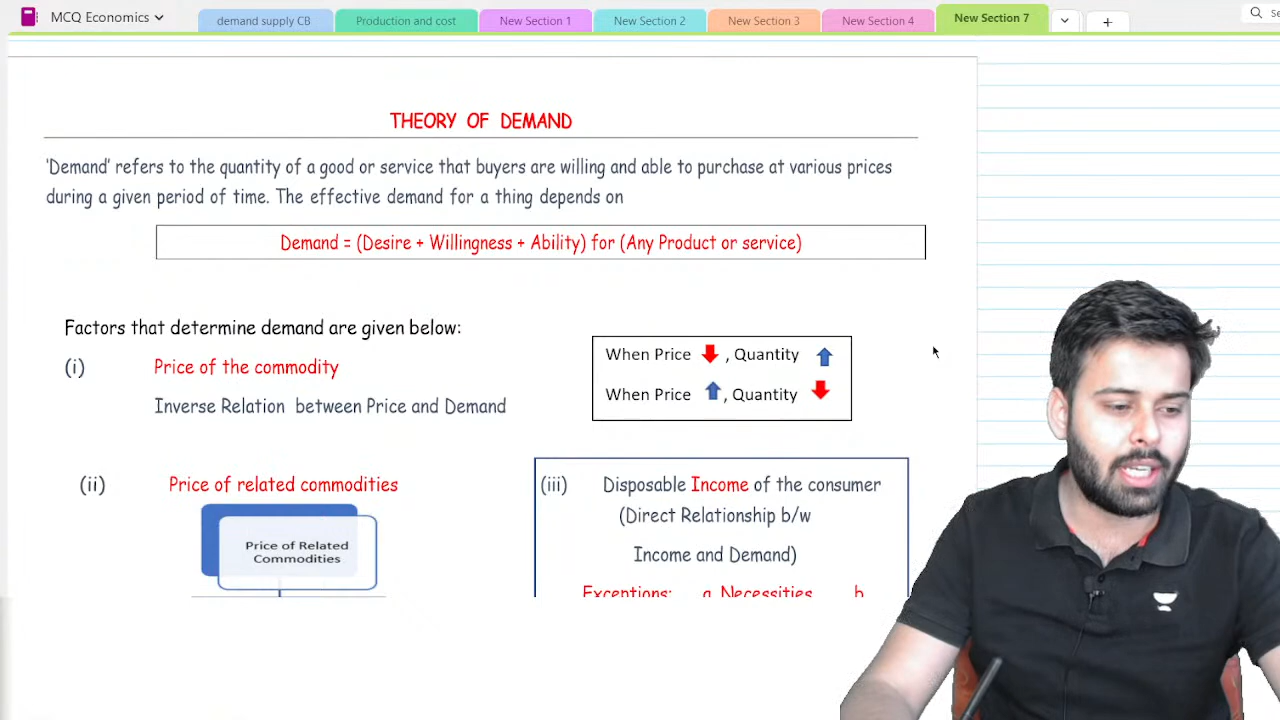 MCQ Economics
demand supply CB
Production and cost
New Section 1
New Section 2
New Section 3
New Section 4
New Section 7
THEORY OF DEMAND
'Demand' refers to the quantity of a good or service that buyers are willing and able to purchase at various prices
during a given period of time. The effective demand for a thing depends on
Demand = (Desire + Willingness + Ability) for (Any Product or service)
Factors that determine demand are given below:
(i) Price of the commodity
Inverse Relation between Price and Demand
When Price , Quantity
When Price , Quantity
(ii) Price of related commodities
Price of Related
Commodities
(iii) Disposable Income of the consumer
(Direct Relationship b/w
Income and Demand)
Exceptions: a. Necessities b